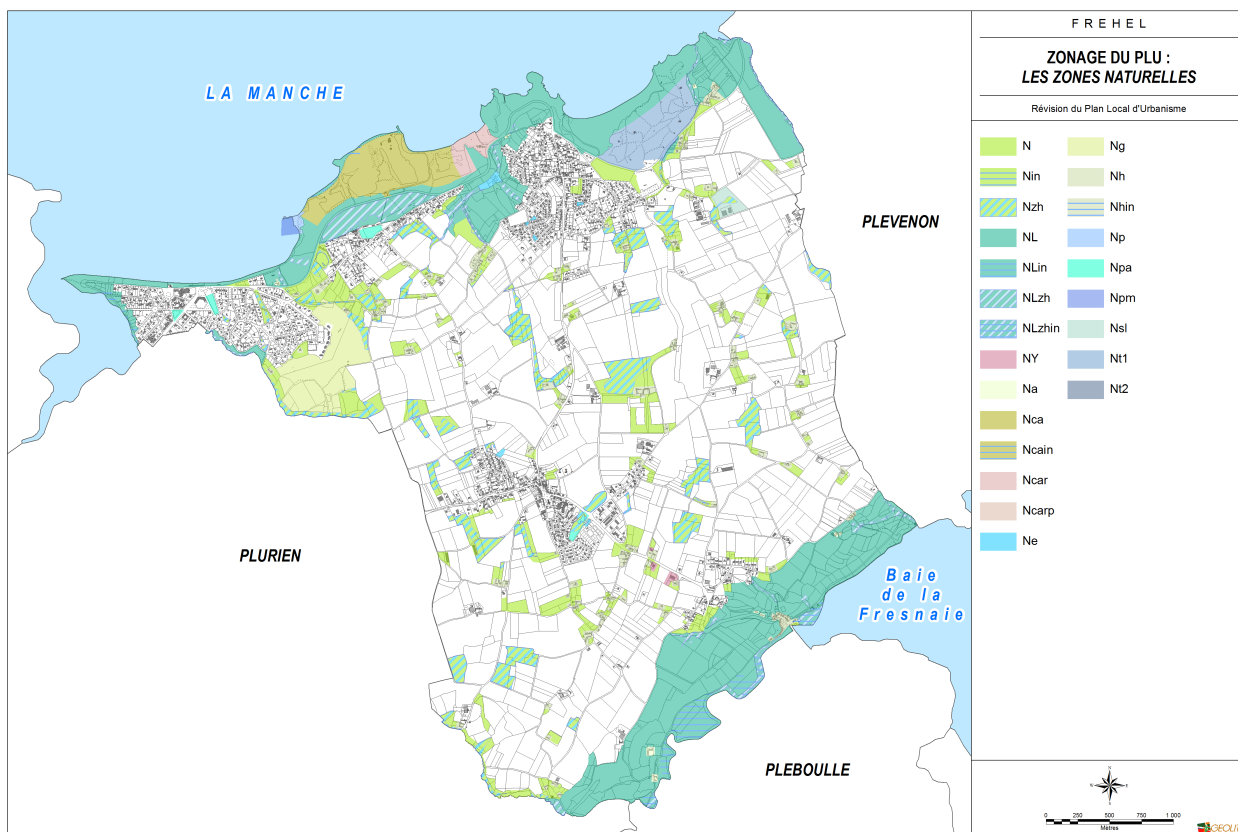 FREHEL
ZONAGE DU PLU :
LES ZONES NATURELLES
Révision du Plan Local d'Urbanisme
N
Nin
Nzh
NL
NLin
NLzh
NLzhin
NY
Na
Nca
Ncain
Ncar
Ncarp
Ne
Ng
Nh
Nhin
Np
Npa
Npm
Nsl
Nt1
Nt2
LA MANCHE
PLEVENON
PLURIEN
Baie
de la
Fresnaie
PLEBOULLE
N
0 250 500 750 1 000
Mètres